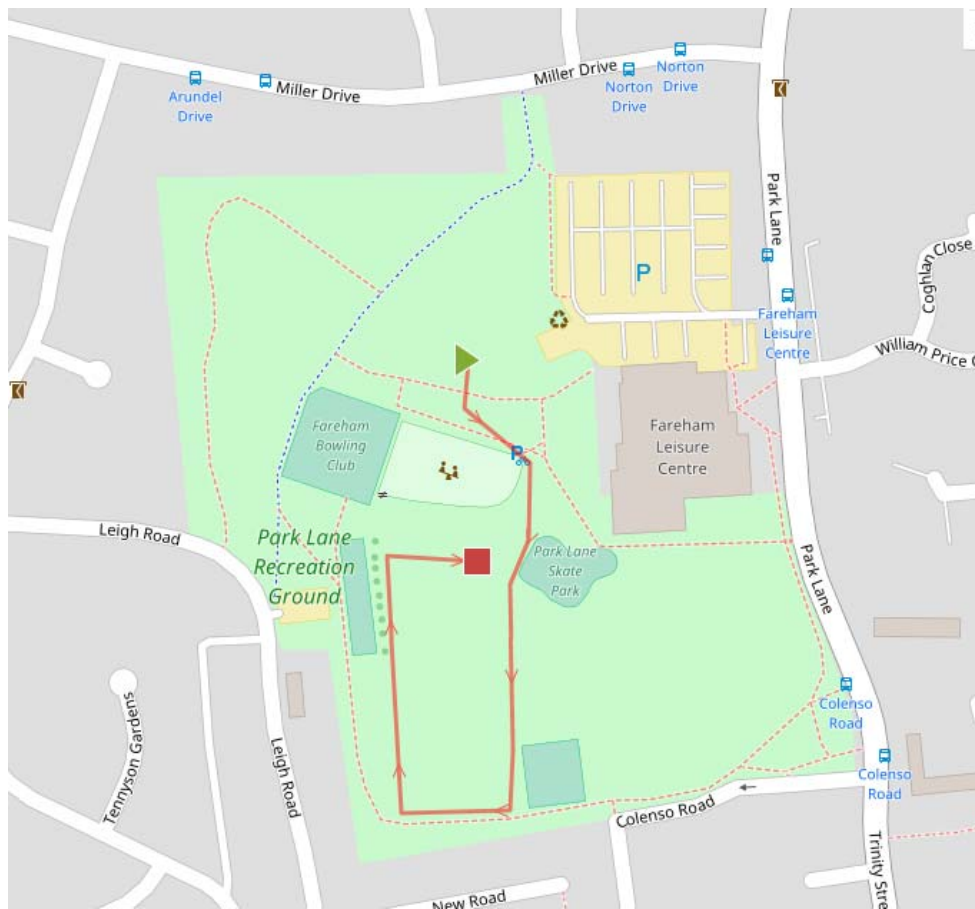 Norton
Drive
Miller Drive
Norton
Drive
Arundel
Drive
Miller Drive
Park Lane
Coghlan Close
P
Fareham
Leisure
Centre
William Price
Fareham
Bowling
Club
Fareham
Leisure
Centre
P
Leigh Road
Park Lane
Recreation
Ground
Park Lane
Skate
Park
Park Lane
Tennyson Gardens
Leigh Road
Colenso
Road
Colenso
Road
Colenso Road
Trinity Stre
New Road